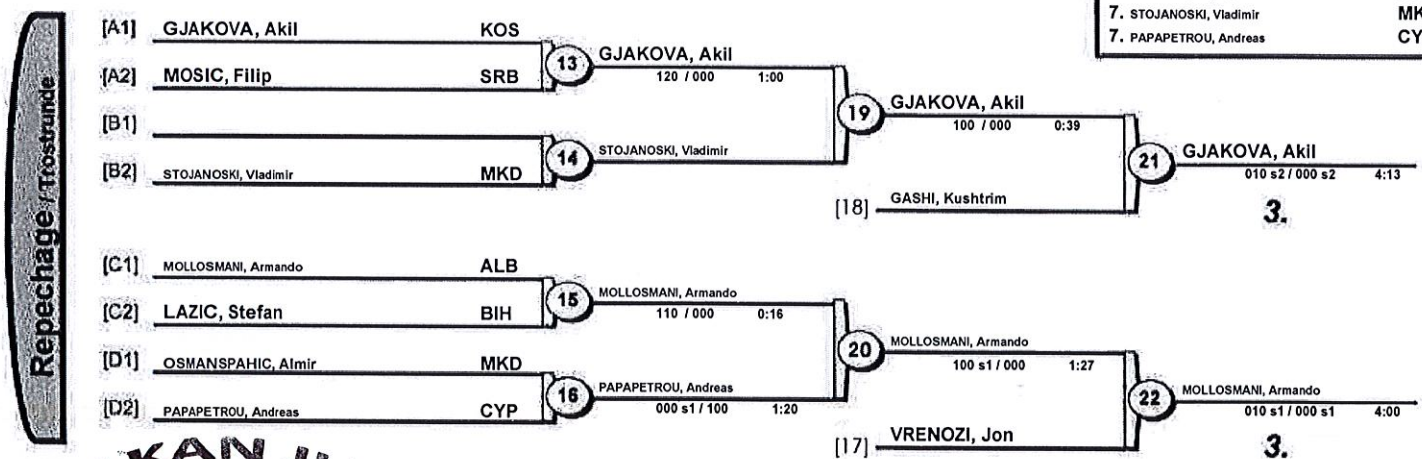 7. STOJANOSKI, Vladimir MK
7. PAPAPETROU, Andreas CY
Repechage / Trostrunde
[A1] GJAKOVA, Akil KOS
13 GJAKOVA, Akil
120 / 000 1:00
[A2] MOSIC, Filip SRB
19 GJAKOVA, Akil
100 / 000 0:39
[B1]
14 STOJANOSKI, Vladimir
[B2] STOJANOSKI, Vladimir MKD
21 GJAKOVA, Akil
010 s2 / 000 s2 4:13
[18] GASHI, Kushtrim
3.
[C1] MOLLOSMANI, Armando ALB
15 MOLLOSMANI, Armando
110 / 000 0:16
[C2] LAZIC, Stefan BIH
20 MOLLOSMANI, Armando
100 s1 / 000 1:27
[D1] OSMANSPAHIC, Almir MKD
16 PAPAPETROU, Andreas
000 s1 / 100 1:20
[D2] PAPAPETROU, Andreas CYP
22 MOLLOSMANI, Armando
010 s1 / 000 s1 4:00
[17] VRENOZI, Jon
3.
KAN